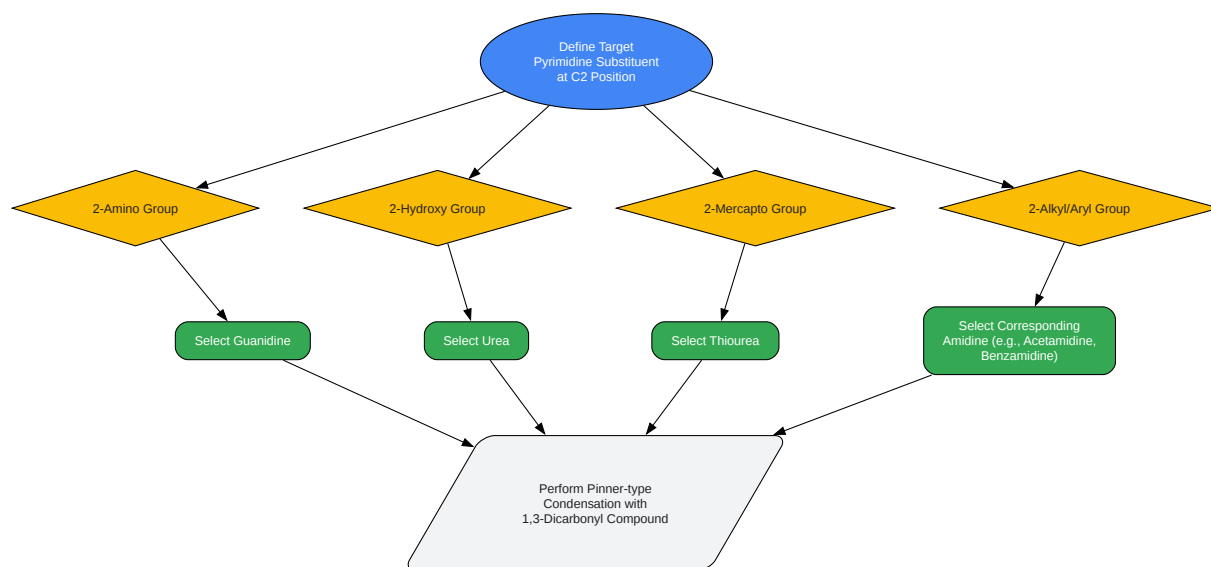 Define Target
Pyrimidine Substituent
at C2 Position
2-Amino Group
2-Hydroxy Group
2-Mercapto Group
2-Alkyl/Aryl Group
Select Guanidine
Select Urea
Select Thiourea
Select Corresponding
Amidine (e.g., Acetamidine,
Benzamidine)
Perform Pinner-type
Condensation with
1,3-Dicarbonyl Compound